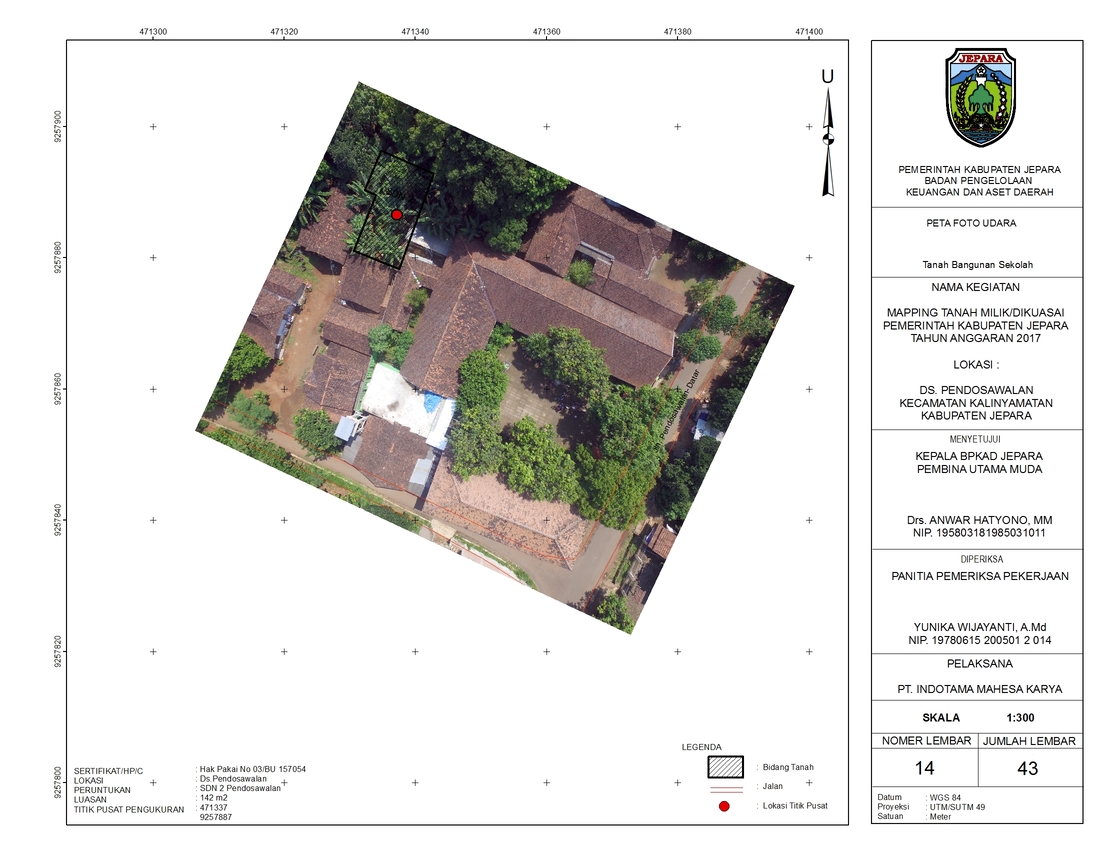 471300
471320
471340
471360
471380
471400
9257900
9257880
9257860
9257840
9257820
9257800
U
Datar
SERTIFIKAT/HP/C : Hak Pakai No 03/BU 157054
LOKASI : Ds.Pendosawalan
PERUNTUKAN : SDN 2 Pendosawalan
LUASAN : 142 m2
TITIK PUSAT PENGUKURAN : 471337
9257887
LEGENDA
: Bidang Tanah
: Jalan
: Lokasi Titik Pusat
JEPARA
PEMERINTAH KABUPATEN JEPARA
BADAN PENGELOLAAN
KEUANGAN DAN ASET DAERAH
PETA FOTO UDARA
Tanah Bangunan Sekolah
NAMA KEGIATAN
MAPPING TANAH MILIK/DIKUASAI
PEMERINTAH KABUPATEN JEPARA
TAHUN ANGGARAN 2017
LOKASI :
DS. PENDOSAWALAN
KECAMATAN KALINYAMATAN
KABUPATEN JEPARA
MENYETUJUI
KEPALA BPKAD JEPARA
PEMBINA UTAMA MUDA
Drs. ANWAR HATYONO, MM
NIP. 195803181985031011
DIPERIKSA
PANITIA PEMERIKSA PEKERJAAN
YUNIKA WIJAYANTI, A.Md
NIP. 19780615 200501 2 014
PELAKSANA
PT. INDOTAMA MAHESA KARYA
SKALA 1:300
NOMER LEMBAR JUMLAH LEMBAR
14 43
Datum : WGS 84
Proyeksi : UTM/SUTM 49
Satuan : Meter